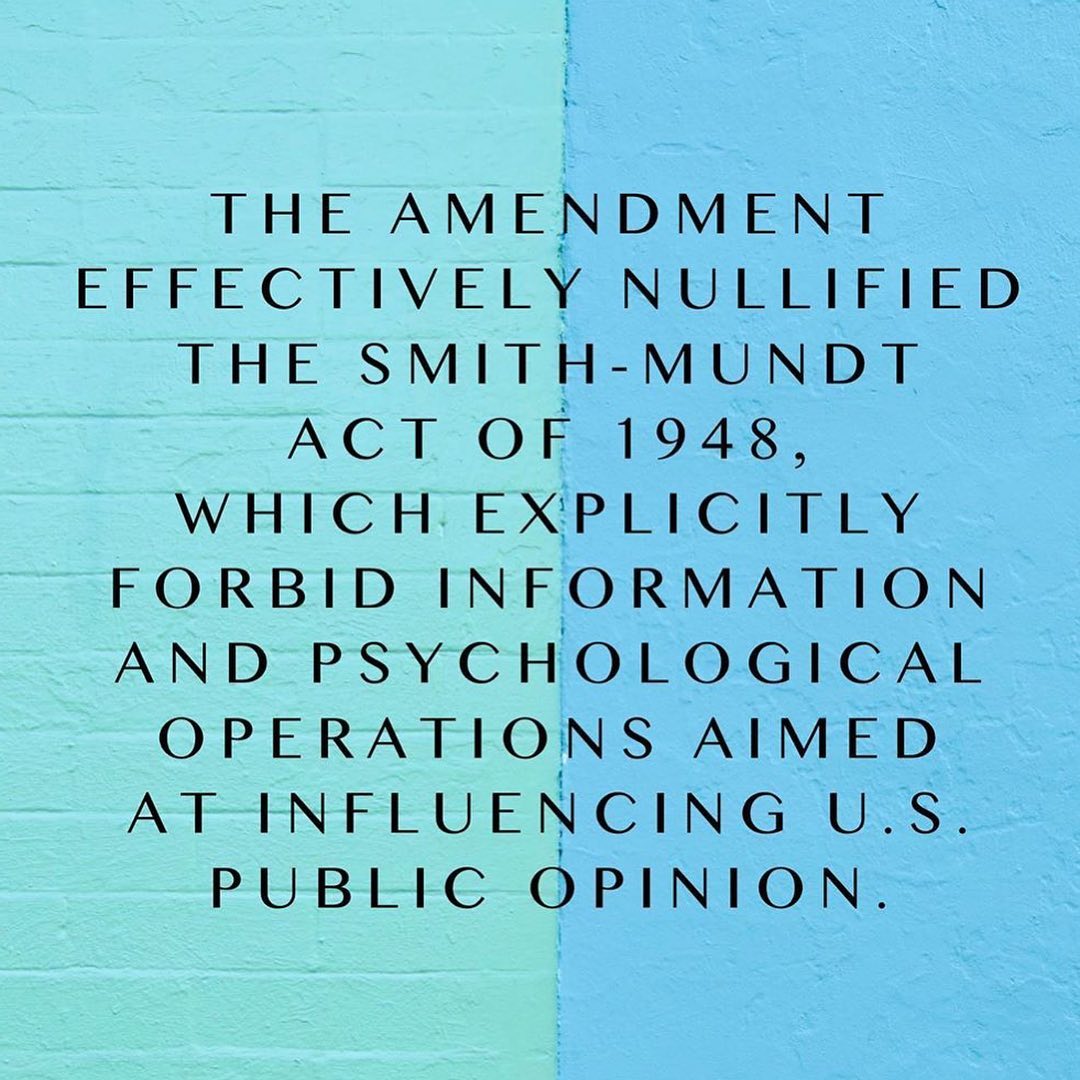 THE AMENDMENT
EFFECTIVELY NULLIFIED
THE SMITH-MUNDT
ACT OF 1948,
WHICH EXPLICITLY
FORBID INFORMATION
AND PSYCHOLOGICAL
OPERATIONS AIMED
AT INFLUENCING U.S.
PUBLIC OPINION.